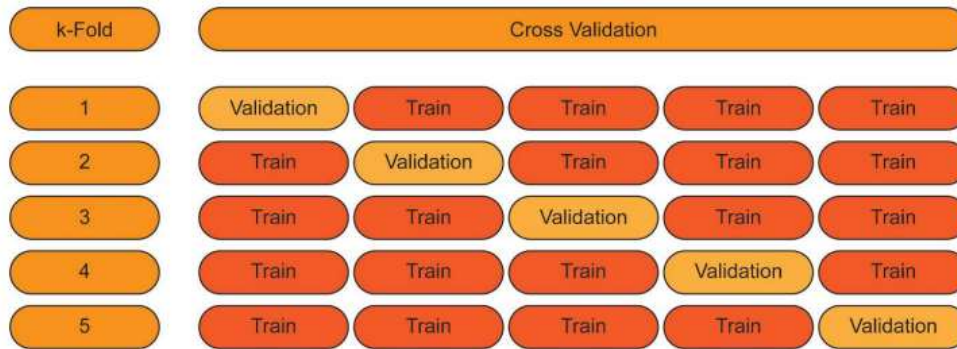 k-Fold Cross Validation
1 Validation Train Train Train Train
2 Train Validation Train Train Train
3 Train Train Validation Train Train
4 Train Train Train Validation Train
5 Train Train Train Train Validation